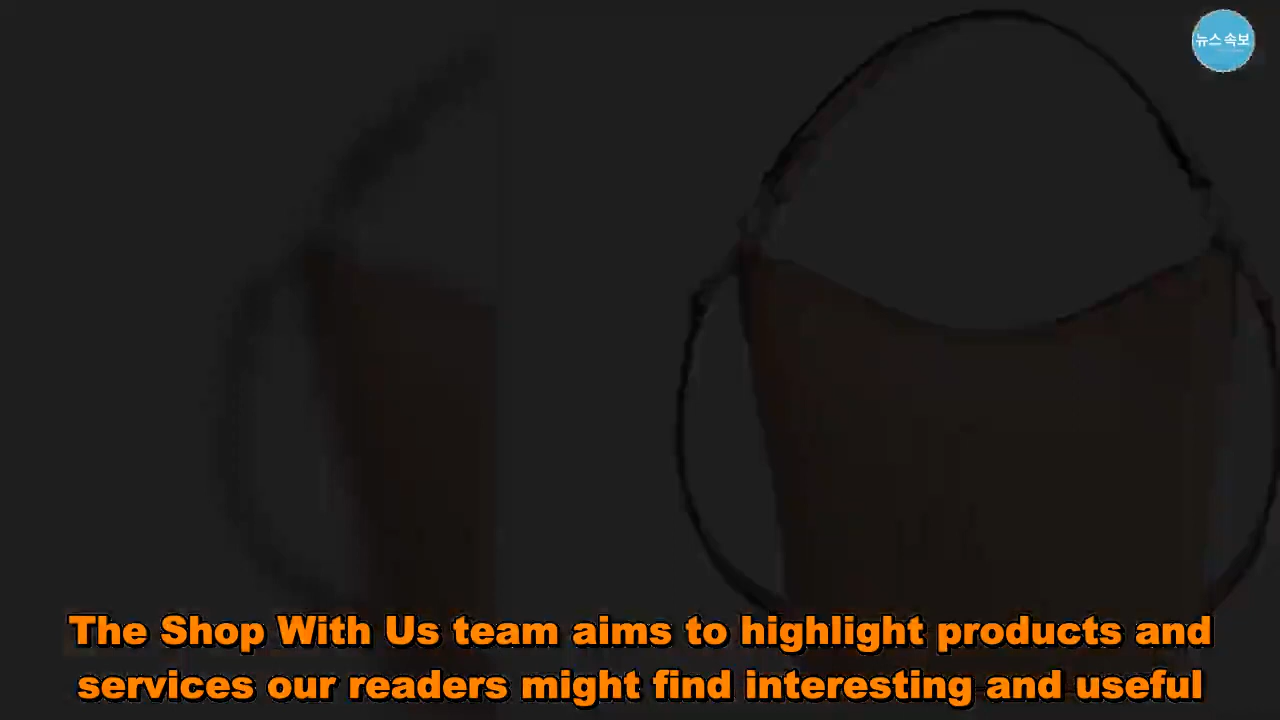 뉴스 속보
The Shop With Us team aims to highlight products and
services our readers might find interesting and useful